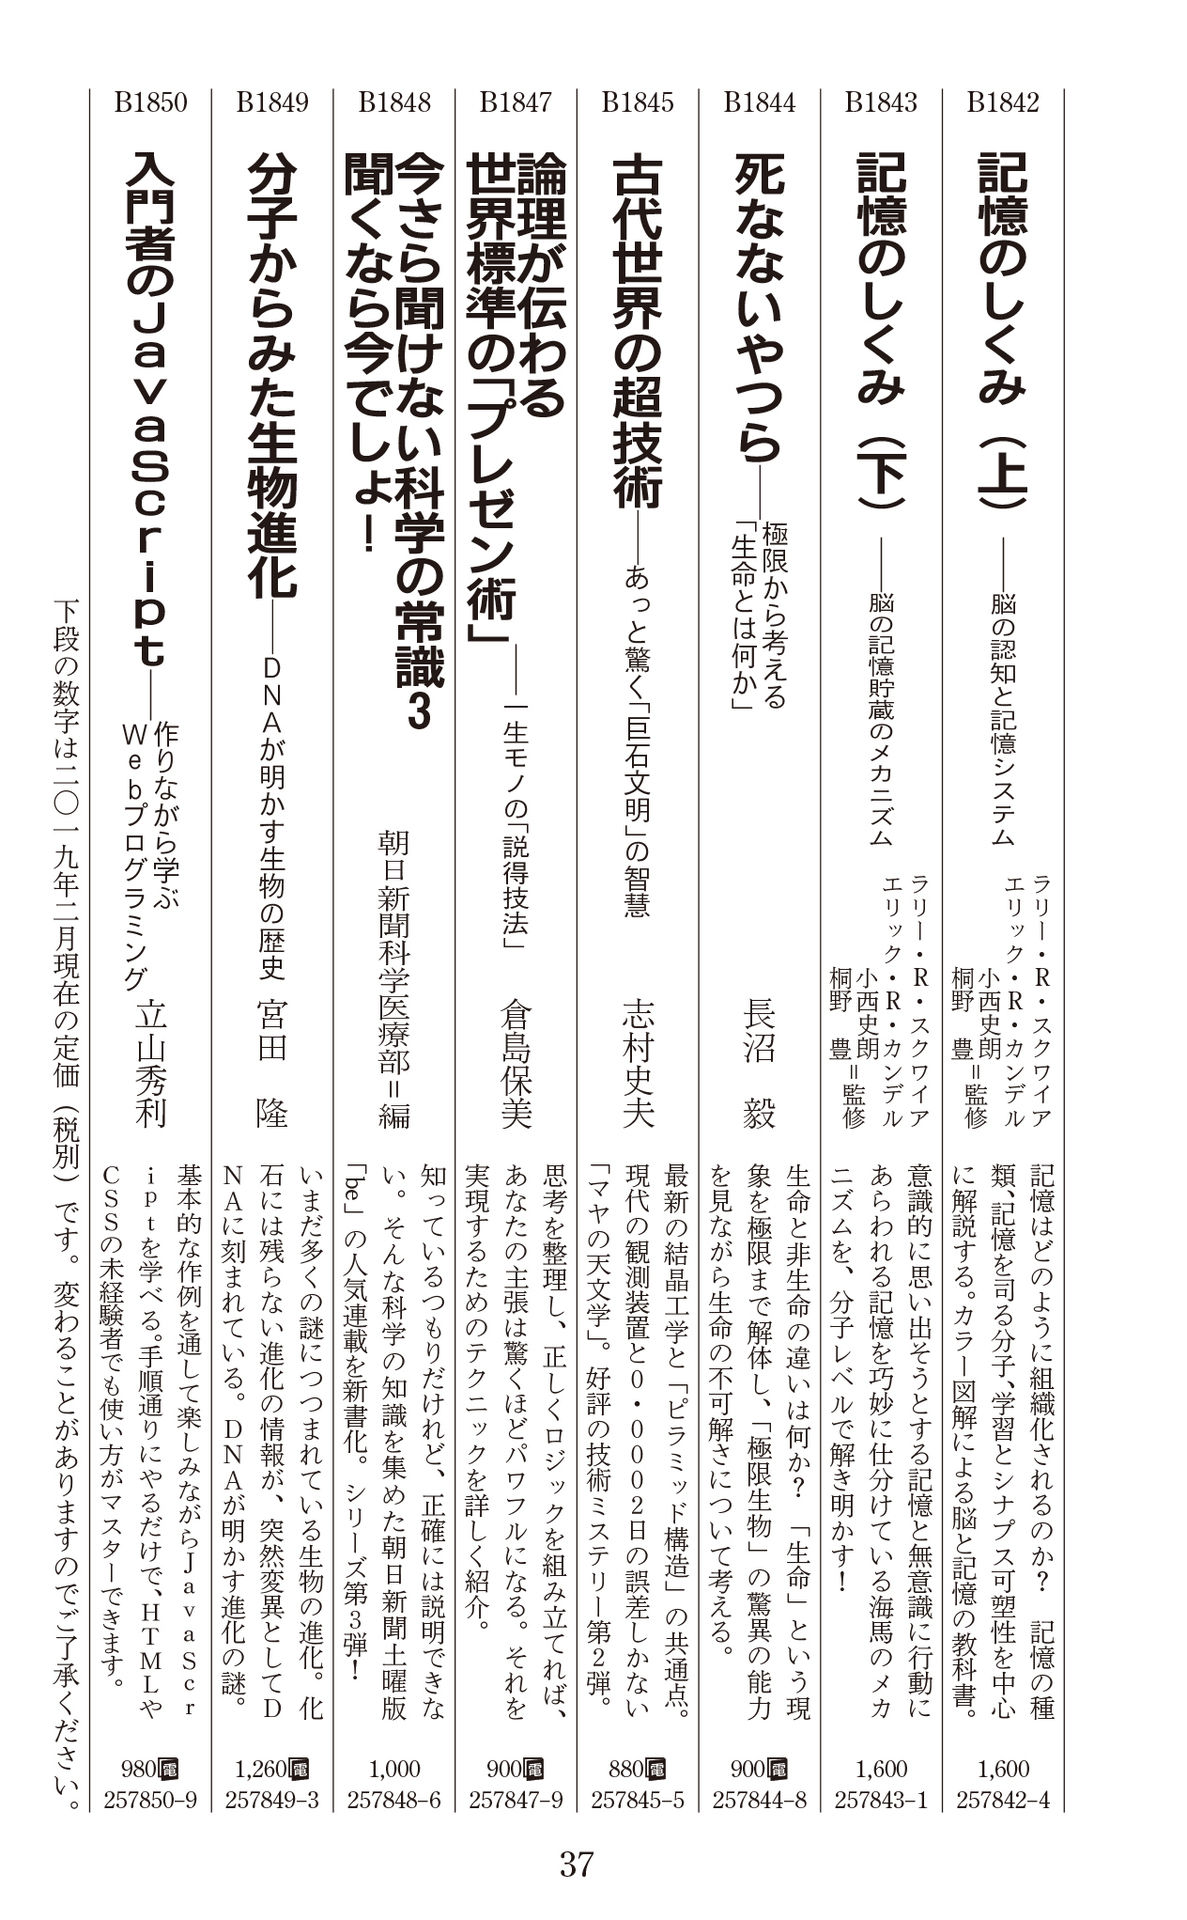 B1842
記憶のしくみ(上)
――脳の認知と記憶システム
ラリー・R・スクワイア
エリック・R・カンデル
小西史朗
桐野 豊=監修
記憶はどのように組織化されるのか? 記憶の種
類、記憶を司る分子、学習とシナプス可塑性を中心
に解説する。カラー図解による脳と記憶の教科書。
1,600
257842-4
B1843
記憶のしくみ(下)
――脳の記憶貯蔵のメカニズム
ラリー・R・スクワイア
エリック・R・カンデル
小西史朗
桐野 豊=監修
意識的に思い出そうとする記憶と無意識に行動に
あらわれる記憶を巧妙に仕分けている海馬のメカ
ニズムを、分子レベルで解き明かす!
1,600
257843-1
B1844
死なないやつら
――極限から考える
「生命とは何か」
長沼 毅
生命と非生命の違いは何か? 「生命」という現
象を極限まで解体し、「極限生物」の驚異の能力
を見ながら生命の不可解さについて考える。
900電
257844-8
B1845
古代世界の超技術
――あっと驚く「巨石文明」の智慧
志村史夫
最新の結晶工学と「ピラミッド構造」の共通点。
現代の観測装置と0・0002日の誤差しかない
「マヤの天文学」。好評の技術ミステリー第2弾。
880電
257845-5
B1847
論理が伝わる
世界標準の「プレゼン術」
――一生モノの「説得技法」
倉島保美
思考を整理し、正しくロジックを組み立てれば、
あなたの主張は驚くほどパワフルになる。それを
実現するためのテクニックを詳しく紹介。
900電
257847-9
B1848
今さら聞けない科学の常識3
聞くなら今でしょ!
朝日新聞科学医療部=編
知っているつもりだけれど、正確には説明できな
い。そんな科学の知識を集めた朝日新聞土曜版
「be」の人気連載を新書化。シリーズ第3弾!
1,000
257848-6
B1849
分子からみた生物進化
――DNAが明かす生物の歴史
宮田 隆
いまだ多くの謎につつまれている生物の進化。化
石には残らない進化の情報が、突然変異としてD
NAに刻まれている。DNAが明かす進化の謎。
1,260電
257849-3
B1850
入門者のJavaScript
――作りながら学ぶ
Webプログラミング
立山秀利
基本的な作例を通して楽しみながらJavaScr
iptを学べる。手順通りにやるだけで、HTMLや
CSSの未経験者でも使い方がマスターできます。
980電
257850-9
下段の数字は二〇一九年二月現在の定価(税別)です。変わることがありますのでご了承ください。
37